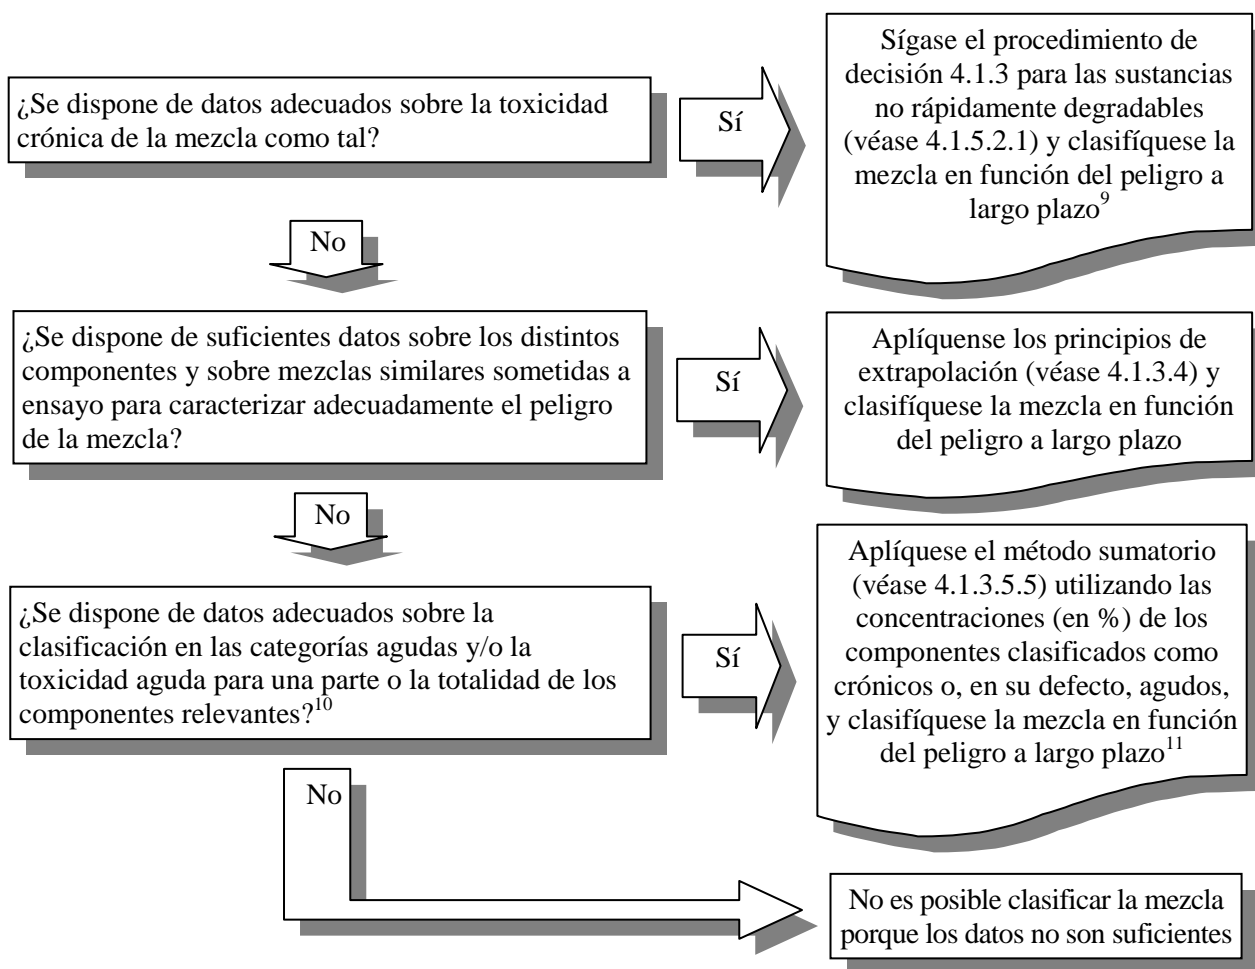 ¿Se dispone de datos adecuados sobre la toxicidad
crónica de la mezcla como tal?
Sí
Sígase el procedimiento de
decisión 4.1.3 para las sustancias
no rápidamente degradables
(véase 4.1.5.2.1) y clasifíquese la
mezcla en función del peligro a
largo plazo⁹
No
¿Se dispone de suficientes datos sobre los distintos
componentes y sobre mezclas similares sometidas a
ensayo para caracterizar adecuadamente el peligro
de la mezcla?
Sí
Aplíquense los principios de
extrapolación (véase 4.1.3.4) y
clasifíquese la mezcla en función
del peligro a largo plazo
No
¿Se dispone de datos adecuados sobre la
clasificación en las categorías agudas y/o la
toxicidad aguda para una parte o la totalidad de los
componentes relevantes?¹⁰
Sí
Aplíquese el método sumatorio
(véase 4.1.3.5.5) utilizando las
concentraciones (en %) de los
componentes clasificados como
crónicos o, en su defecto, agudos,
y clasifíquese la mezcla en función
del peligro a largo plazo¹¹
No
No es posible clasificar la mezcla
porque los datos no son suficientes